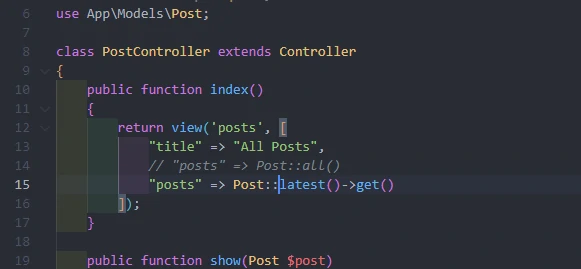 6 use App\Models\Post;
7
8 class PostController extends Controller
9 {
10 public function index()
11 {
12 return view('posts', [
13 "title" => "All Posts",
14 // "posts" => Post::all()
15 "posts" => Post::latest()->get()
16 ]);
17 }
18
19 public function show(Post $post)